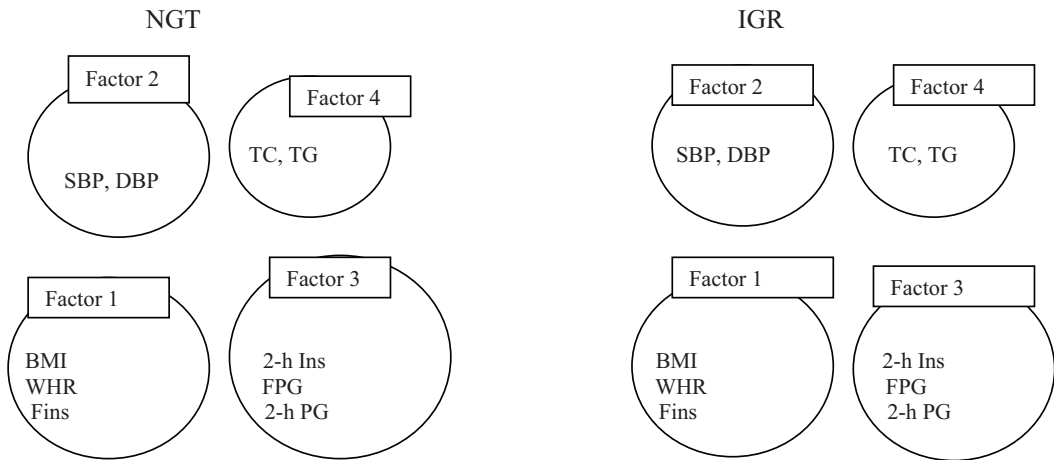 NGT
Factor 2
SBP, DBP
Factor 4
TC, TG
Factor 1
BMI
WHR
Fins
Factor 3
2-h Ins
FPG
2-h PG
IGR
Factor 2
SBP, DBP
Factor 4
TC, TG
Factor 1
BMI
WHR
Fins
Factor 3
2-h Ins
FPG
2-h PG